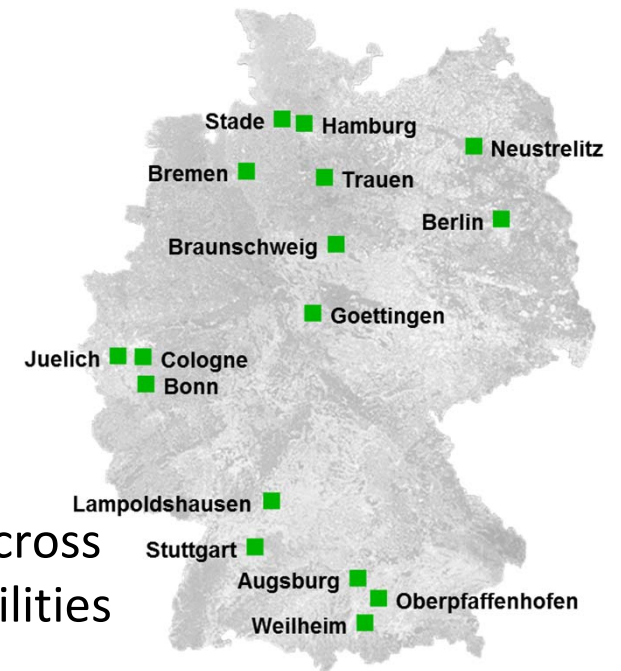 Stade
Hamburg
Neustrelitz
Bremen
Trauen
Berlin
Braunschweig
Goettingen
Juelich
Cologne
Bonn
Lampoldshausen
cross
Stuttgart
Augsburg
ilities
Oberpfaffenhofen
Weilheim